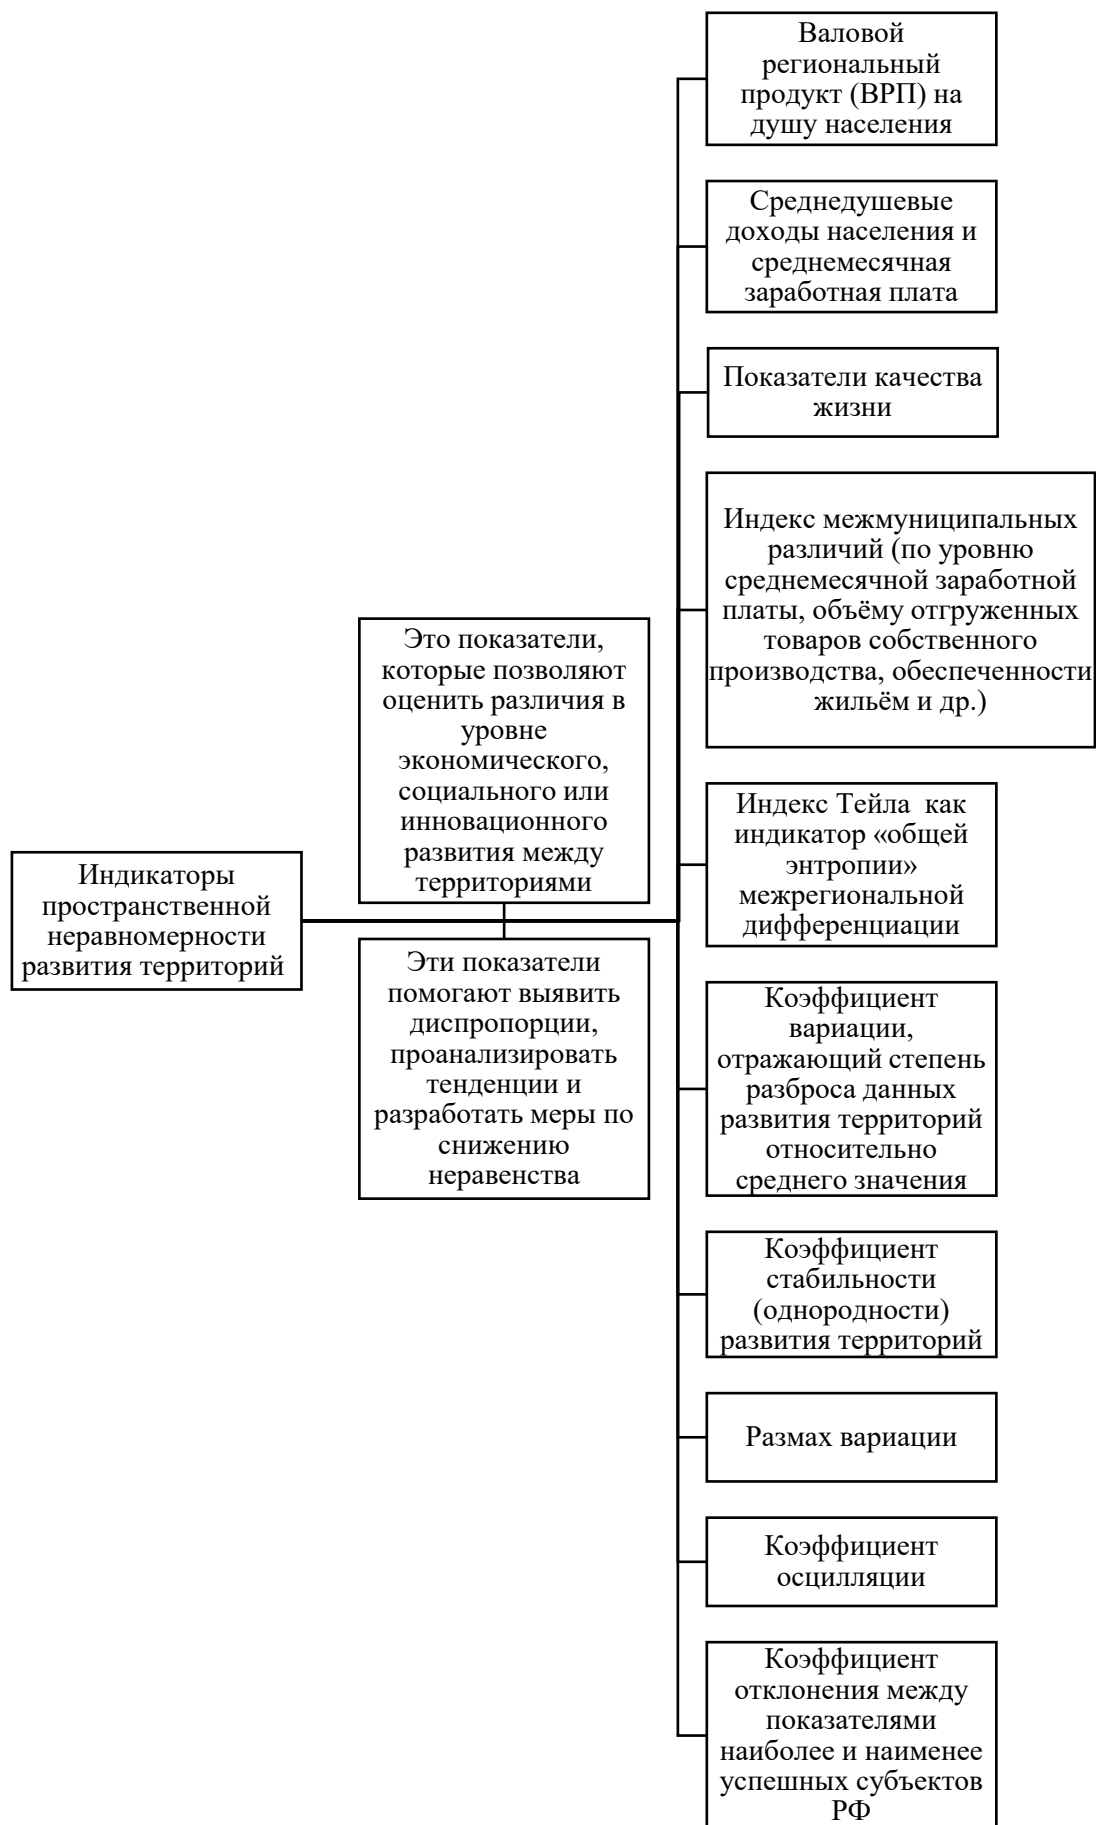 Индикаторы
пространственной
неравномерности
развития территорий
Это показатели,
которые позволяют
оценить различия в
уровне
экономического,
социального или
инновационного
развития между
территориями
Эти показатели
помогают выявить
диспропорции,
проанализировать
тенденции и
разработать меры по
снижению
неравенства
Валовой
региональный
продукт (ВРП) на
душу населения
Среднедушевые
доходы населения и
среднемесячная
заработная плата
Показатели качества
жизни
Индекс межмуниципальных
различий (по уровню
среднемесячной заработной
платы, объёму отгруженных
товаров собственного
производства, обеспеченности
жильём и др.)
Индекс Тейла как
индикатор «общей
энтропии»
межрегиональной
дифференциации
Коэффициент
вариации,
отражающий степень
разброса данных
развития территорий
относительно
среднего значения
Коэффициент
стабильности
(однородности)
развития территорий
Размах вариации
Коэффициент
осцилляции
Коэффициент
отклонения между
показателями
наиболее и наименее
успешных субъектов
РФ